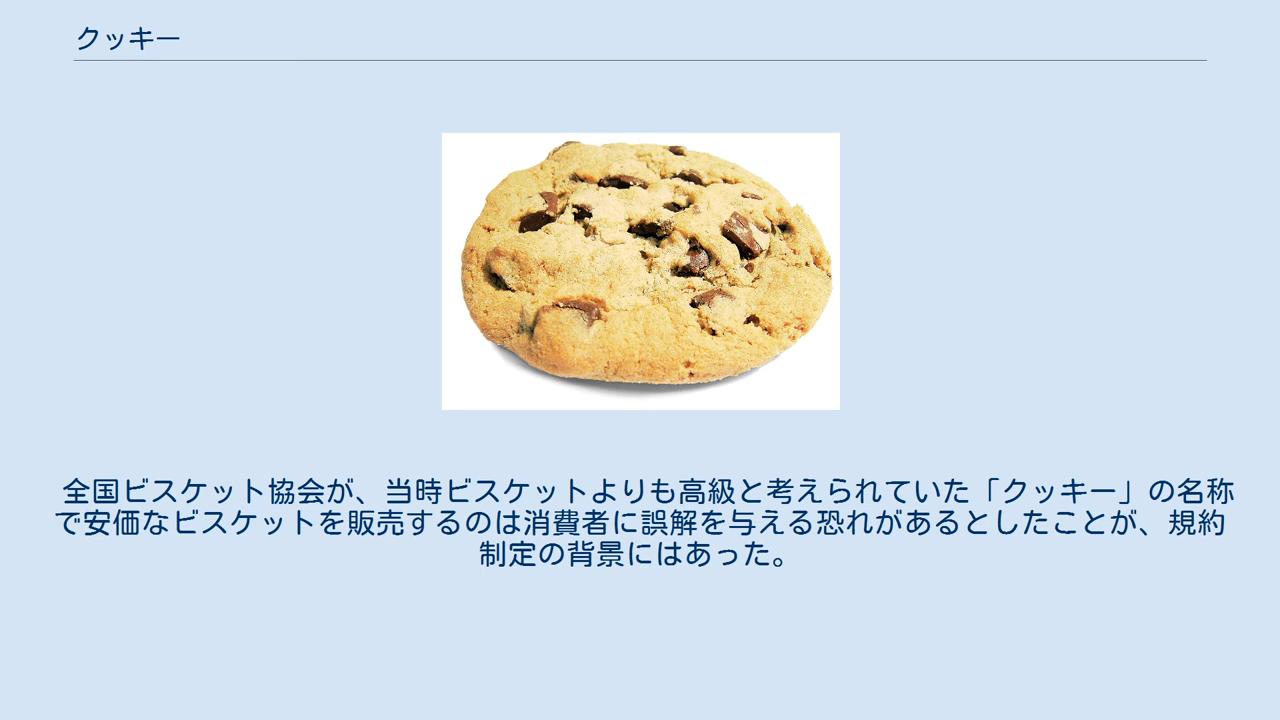 クッキー
全国ビスケット協会が、当時ビスケットよりも高級と考えられていた「クッキー」の名称
で安価なビスケットを販売するのは消費者に誤解を与える恐れがあるとしたことが、規約
制定の背景にはあった。